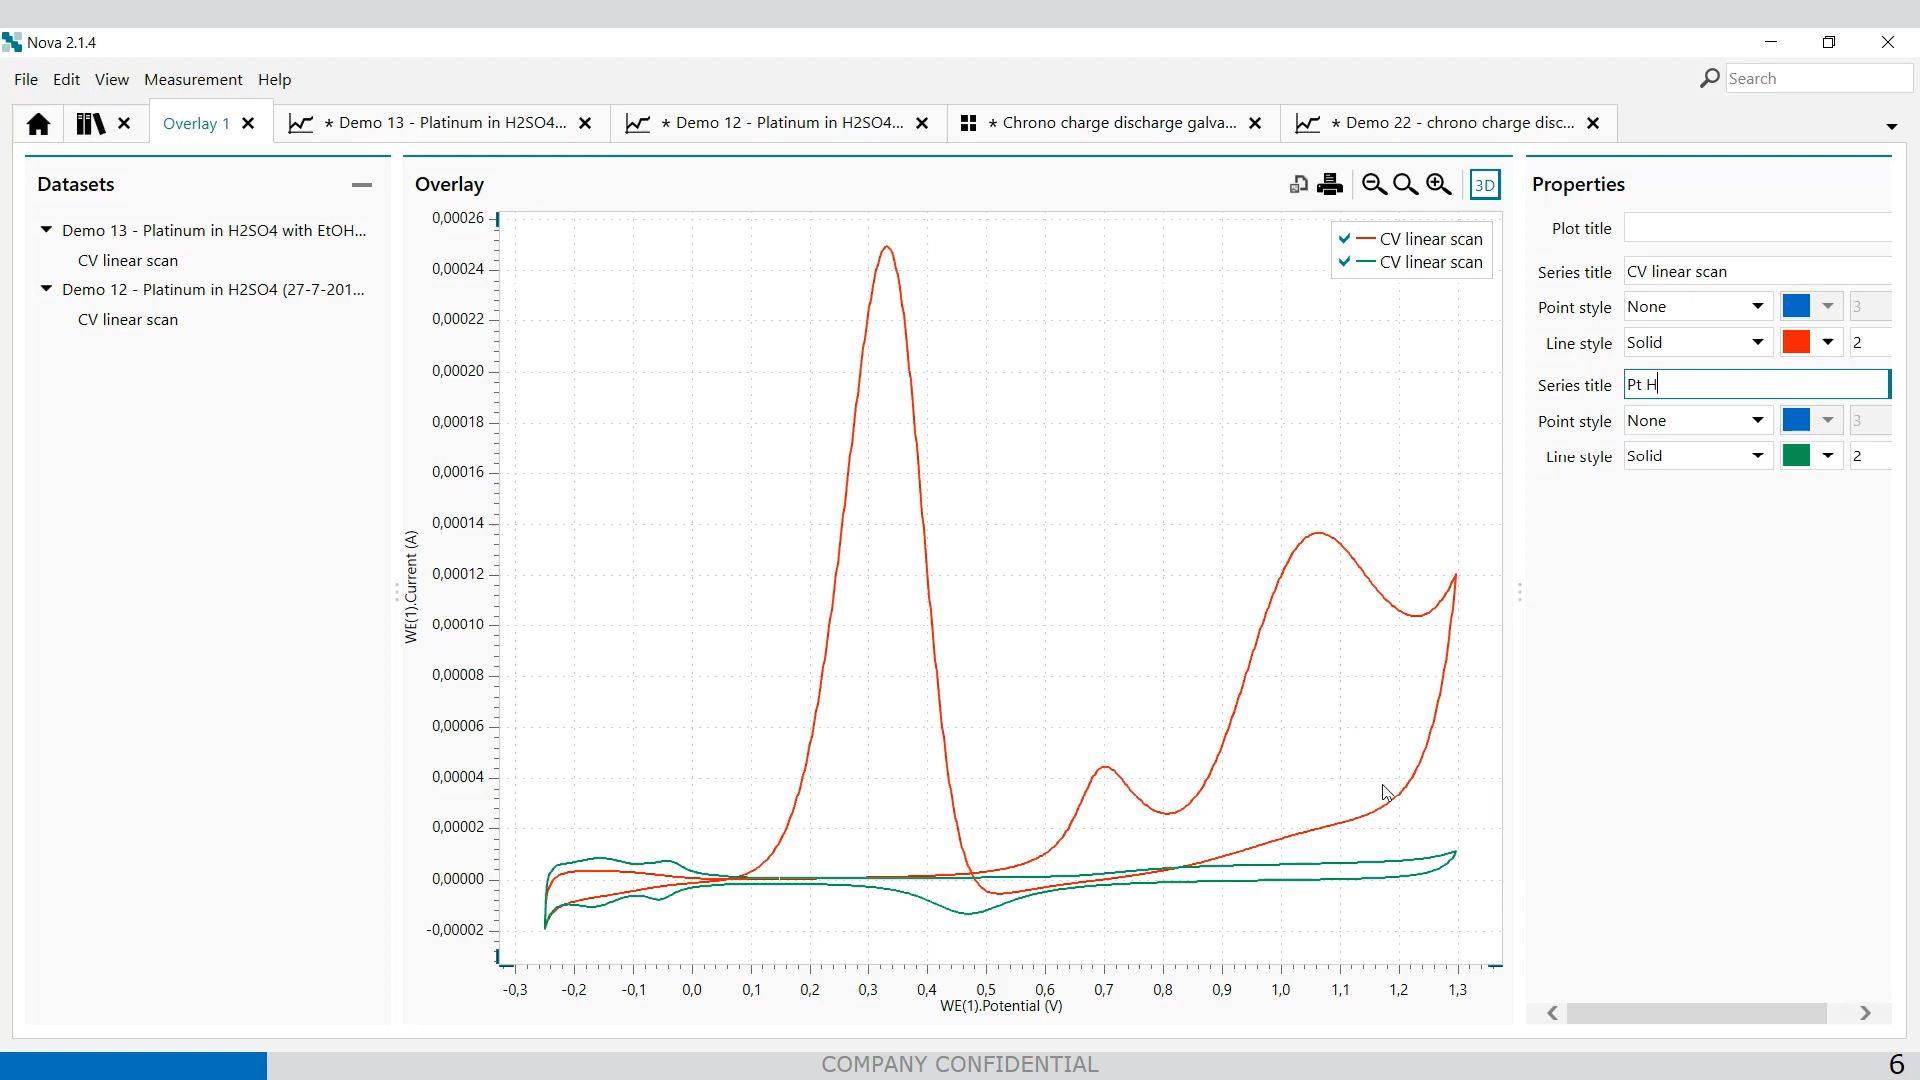 Nova 2.1.4
File Edit View Measurement Help
Search
Overlay 1
* Demo 13 - Platinum in H2SO4...
* Demo 12 - Platinum in H2SO4...
* Chrono charge discharge galva...
* Demo 22 - chrono charge disc...
Datasets
Demo 13 - Platinum in H2SO4 with EtOH...
CV linear scan
Demo 12 - Platinum in H2SO4 (27-7-201...
CV linear scan
Overlay
3D
CV linear scan
CV linear scan
0,00026
0,00024
0,00022
0,00020
0,00018
0,00016
0,00014
0,00012
0,00010
0,00008
0,00006
0,00004
0,00002
0,00000
-0,00002
WE(1).Current (A)
-0,3 -0,2 -0,1 0,0 0,1 0,2 0,3 0,4 0,5 0,6 0,7 0,8 0,9 1,0 1,1 1,2 1,3
WE(1).Potential (V)
Properties
Plot title
Series title CV linear scan
Point style None 3
Line style Solid 2
Series title Pt H
Point style None 3
Line style Solid 2
COMPANY CONFIDENTIAL
6